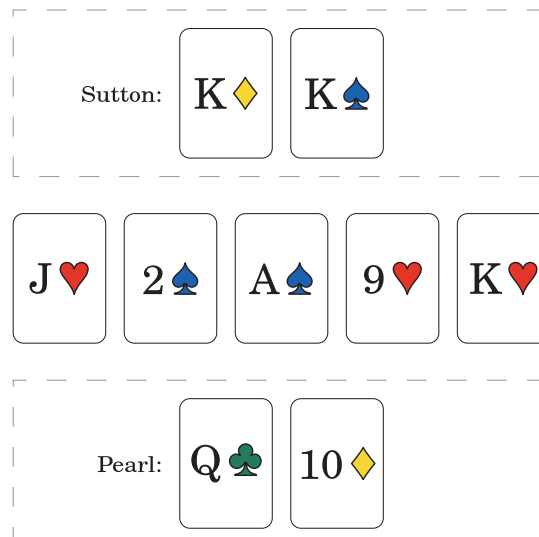 Sutton: K♦ K♠
J♥ 2♠ A♠ 9♥ K♥
Pearl: Q♣ 10♦